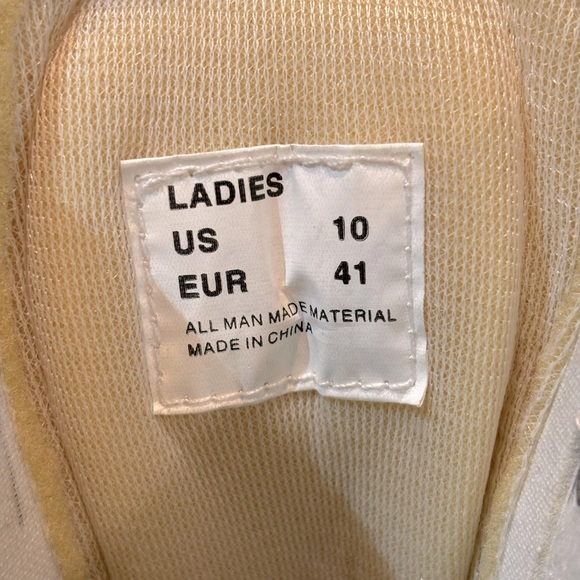 LADIES
US 10
EUR 41
ALL MAN MADE MATERIAL
MADE IN CHINA